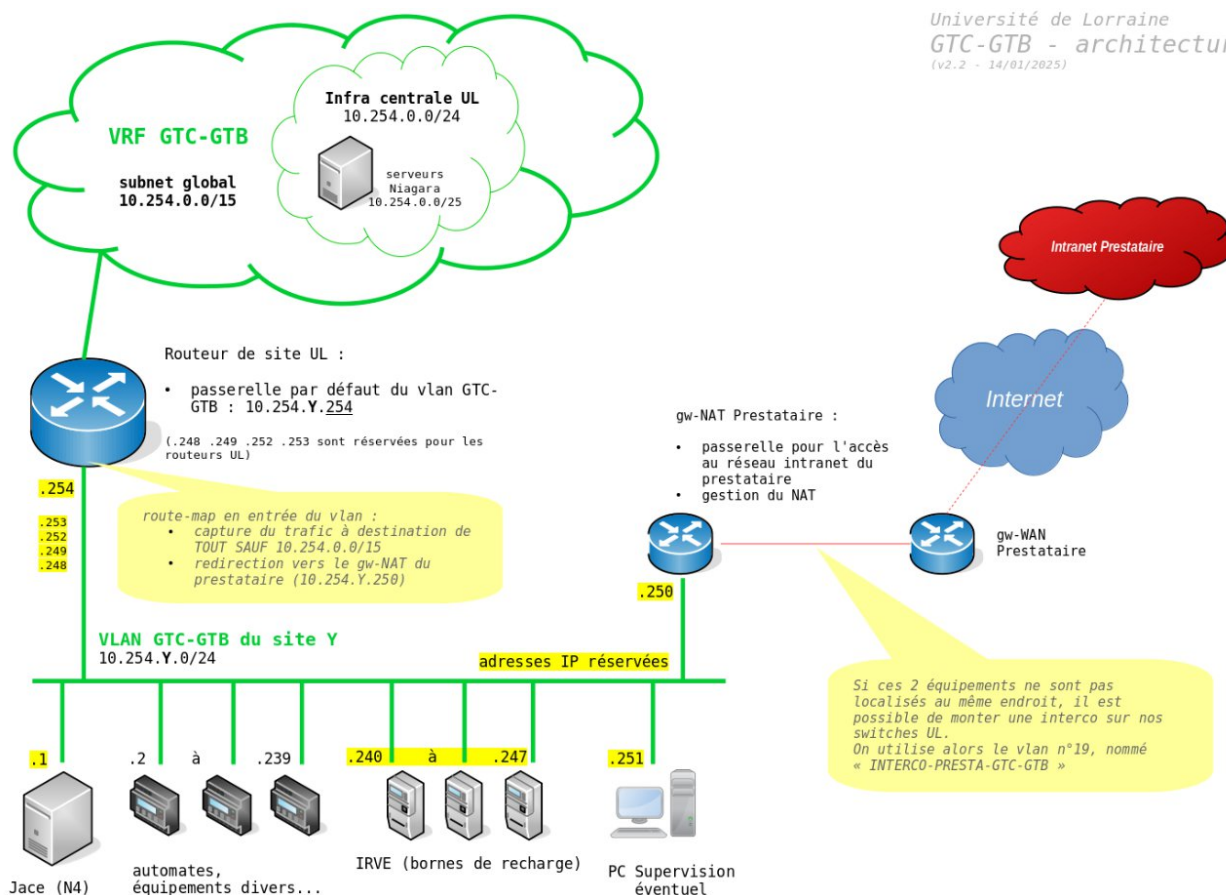 Université de Lorraine
GTC-GTB - architectur
(v2.2 - 14/01/2025)
Infra centrale UL
10.254.0.0/24
VRF GTC-GTB
subnet global
10.254.0.0/15
serveurs
Niagara
10.254.0.0/25
Intranet Prestataire
Internet
Routeur de site UL :
• passerelle par défaut du vlan GTC-
GTB : 10.254.Y.254
(.248 .249 .252 .253 sont réservées pour les
routeurs UL)
gw-NAT Prestataire :
• passerelle pour l'accès
au réseau intranet du
prestataire
• gestion du NAT
gw-WAN
Prestataire
.254
.253
.252
.249
.248
route-map en entrée du vlan :
• capture du trafic à destination de
TOUT SAUF 10.254.0.0/15
• redirection vers le gw-NAT du
prestataire (10.254.Y.250)
.250
VLAN GTC-GTB du site Y
10.254.Y.0/24
adresses IP réservées
Si ces 2 équipements ne sont pas
localisés au même endroit, il est
possible de monter une interco sur nos
switches UL.
On utilise alors le vlan n°19, nommé
« INTERCO-PRESTA-GTC-GTB »
.1
.2 à .239
.240 à .247
.251
Jace (N4)
automates,
équipements divers...
IRVE (bornes de recharge)
PC Supervision
éventuel